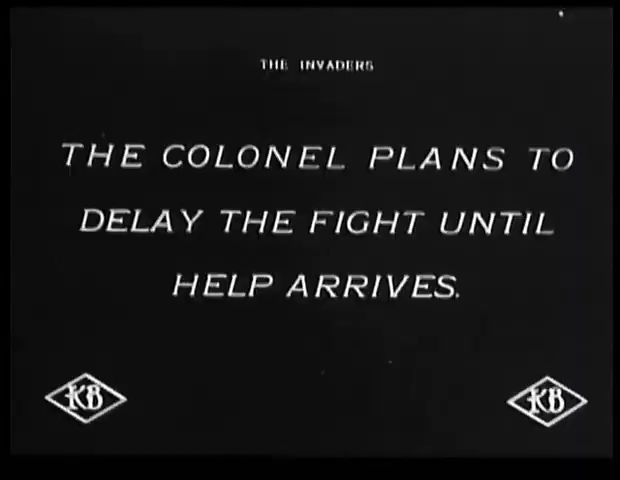 THE INVADERS
THE COLONEL PLANS TO
DELAY THE FIGHT UNTIL
HELP ARRIVES.
KB KB